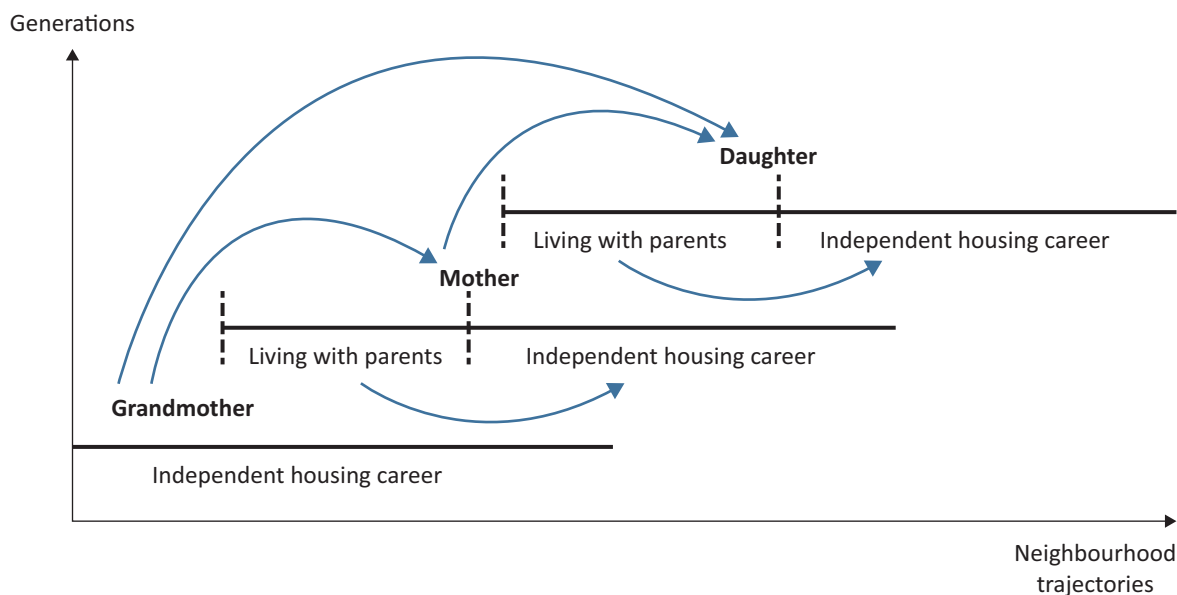 Generations
Daughter
Living with parents
Independent housing career
Mother
Living with parents
Independent housing career
Grandmother
Independent housing career
Neighbourhood
trajectories